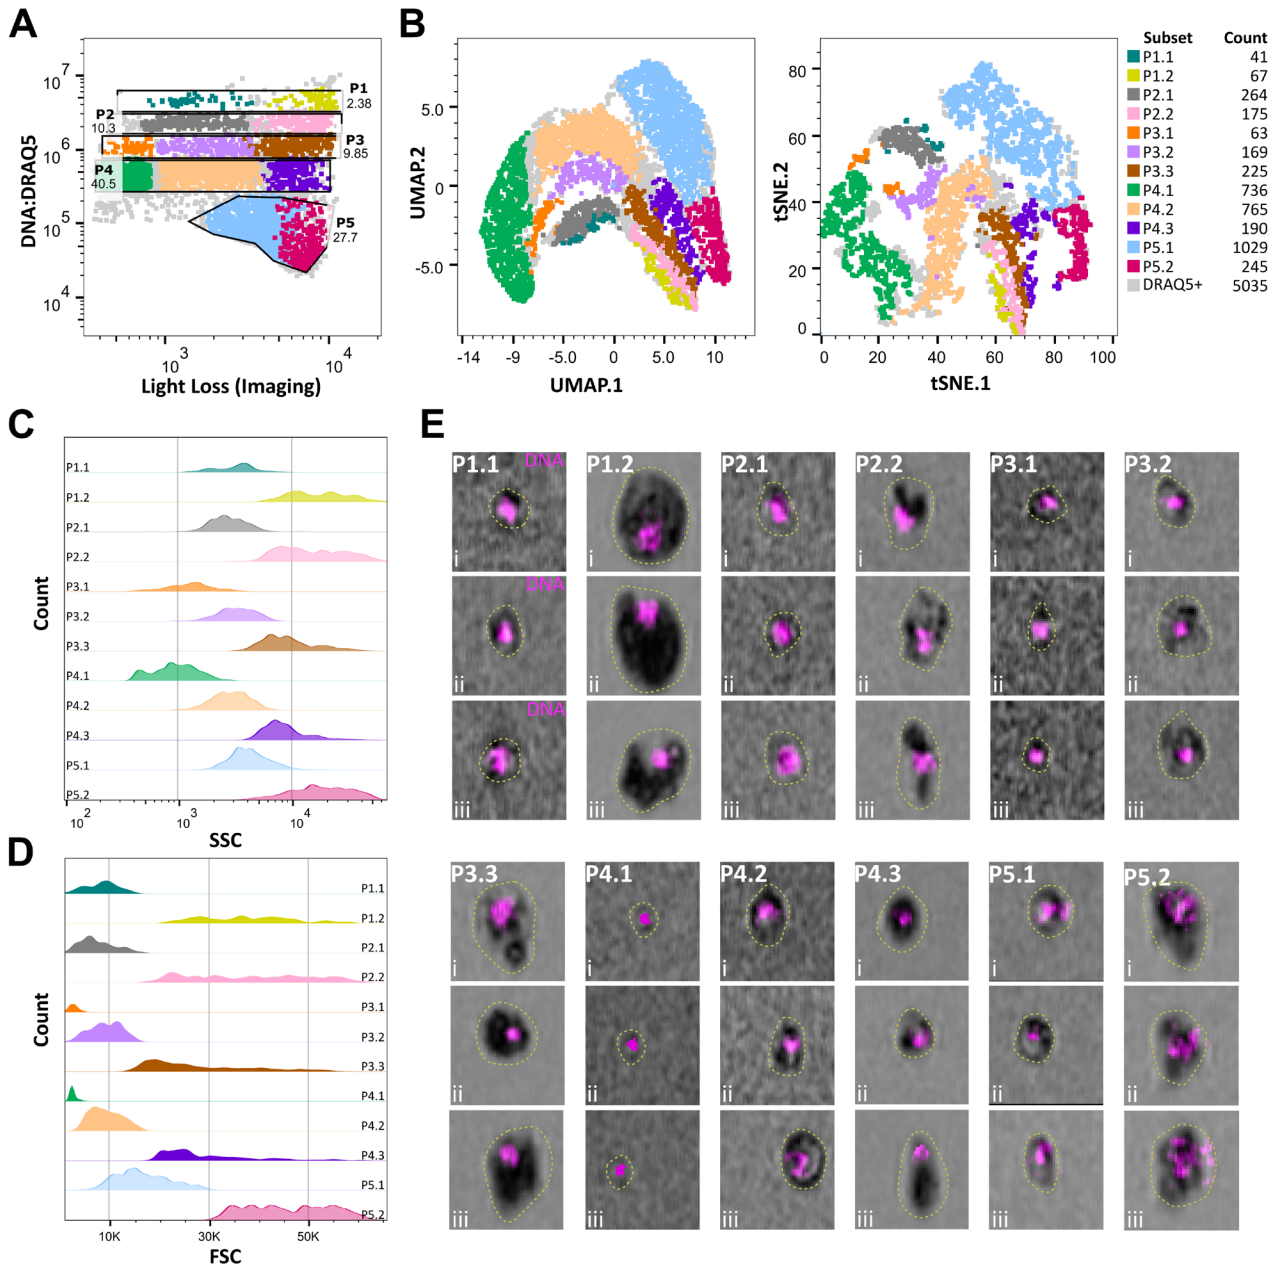 A
DNA:DRAQ5
10^7
10^6
10^5
10^4
P1
2.38
P2
10.3
P3
9.85
P4
40.5
P5
27.7
10^3
10^4
Light Loss (Imaging)
B
UMAP.2
5.0
0
-5.0
-14
-9
-5.0
0
5.0
10
UMAP.1
tSNE.2
80
60
40
20
0
0
20
40
60
80
100
tSNE.1
Subset Count
P1.1 41
P1.2 67
P2.1 264
P2.2 175
P3.1 63
P3.2 169
P3.3 225
P4.1 736
P4.2 765
P4.3 190
P5.1 1029
P5.2 245
DRAQ5+ 5035
C
Count
P1.1
P1.2
P2.1
P2.2
P3.1
P3.2
P3.3
P4.1
P4.2
P4.3
P5.1
P5.2
10^2
10^3
10^4
SSC
D
Count
P1.1
P1.2
P2.1
P2.2
P3.1
P3.2
P3.3
P4.1
P4.2
P4.3
P5.1
P5.2
10K
30K
50K
FSC
E
P1.1 DNA
P1.2
P2.1
P2.2
P3.1
P3.2
i
i
i
i
i
i
DNA
ii
ii
ii
ii
ii
ii
DNA
iii
iii
iii
iii
iii
iii
P3.3
P4.1
P4.2
P4.3
P5.1
P5.2
i
i
i
i
i
i
ii
ii
ii
ii
ii
ii
iii
iii
iii
iii
iii
iii